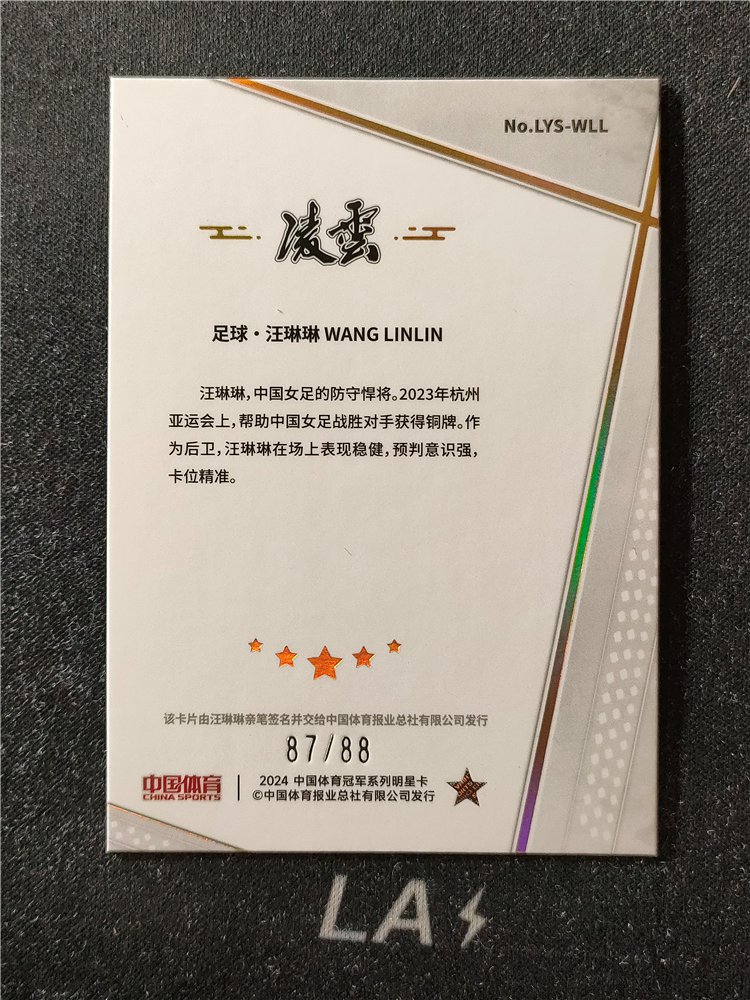 No.LYS-WLL
凌雲
足球·汪琳琳 WANG LINLIN
汪琳琳,中国女足的防守悍将。2023年杭州
亚运会上,帮助中国女足战胜对手获得铜牌。作
为后卫,汪琳琳在场上表现稳健,预判意识强,
卡位精准。
该卡片由汪琳琳亲笔签名并交给中国体育报业总社有限公司发行
87/88
中国体育
CHINA SPORTS
2024 中国体育冠军系列明星卡
©中国体育报业总社有限公司发行
LA